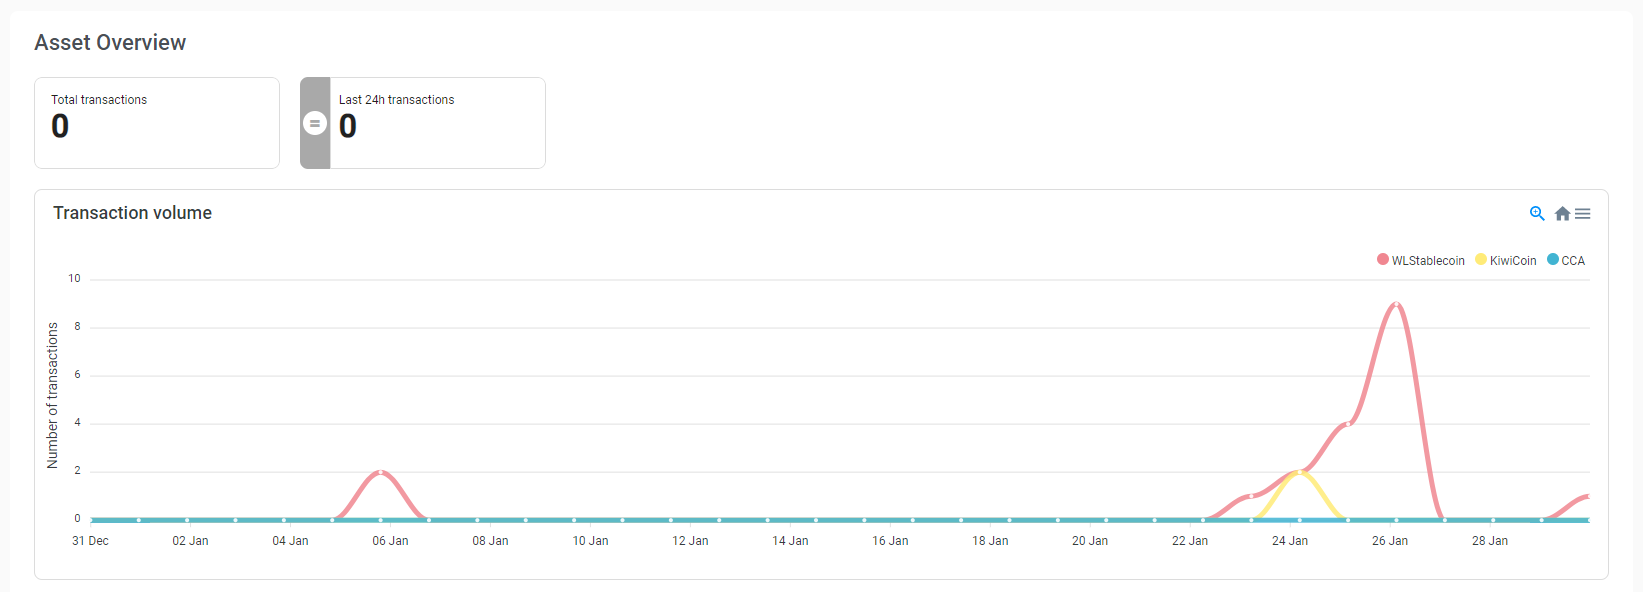 Asset Overview
Total transactions
0
Last 24h transactions
0
Transaction volume
WLStablecoin KiwiCoin CCA
Number of transactions
10
8
6
4
2
0
31 Dec 02 Jan 04 Jan 06 Jan 08 Jan 10 Jan 12 Jan 14 Jan 16 Jan 18 Jan 20 Jan 22 Jan 24 Jan 26 Jan 28 Jan